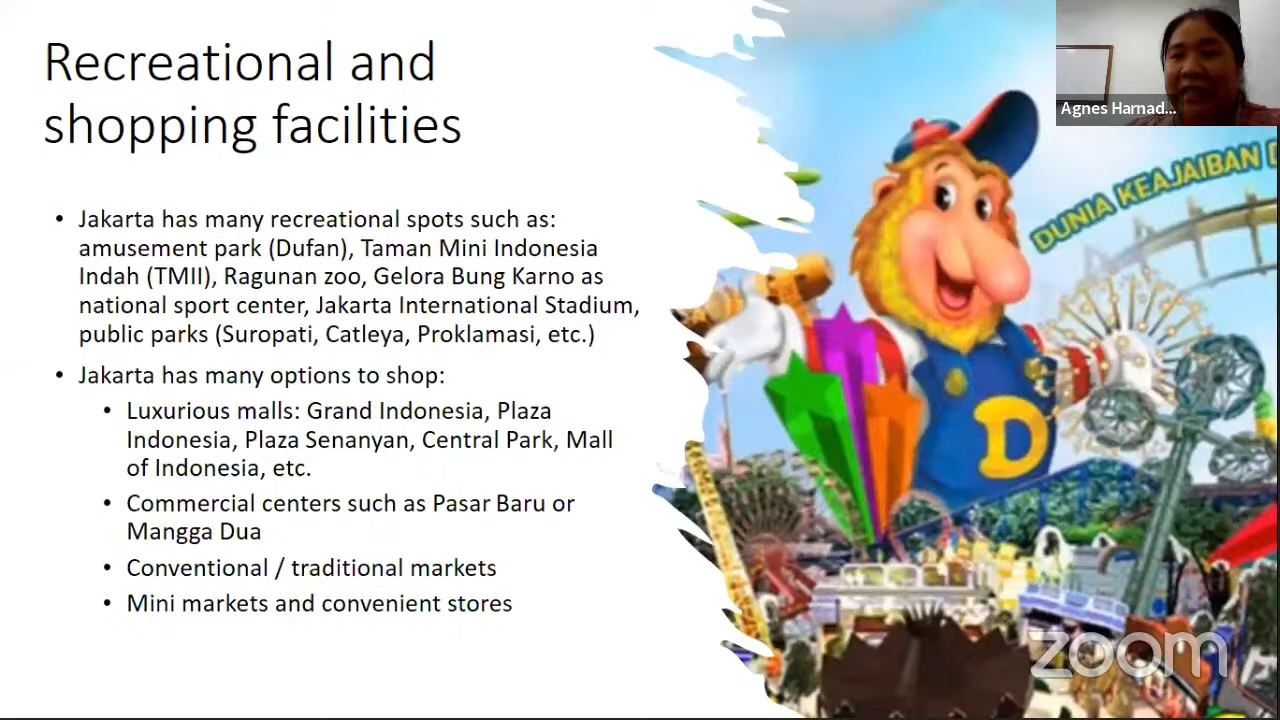 Recreational and
shopping facilities
• Jakarta has many recreational spots such as:
amusement park (Dufan), Taman Mini Indonesia
Indah (TMII), Ragunan zoo, Gelora Bung Karno as
national sport center, Jakarta International Stadium,
public parks (Suropati, Catleya, Proklamasi, etc.)
• Jakarta has many options to shop:
• Luxurious malls: Grand Indonesia, Plaza
Indonesia, Plaza Senanyan, Central Park, Mall
of Indonesia, etc.
• Commercial centers such as Pasar Baru or
Mangga Dua
• Conventional / traditional markets
• Mini markets and convenient stores
Agnes Harnad...
DUNIA KEAJAIBAN
D
zoom